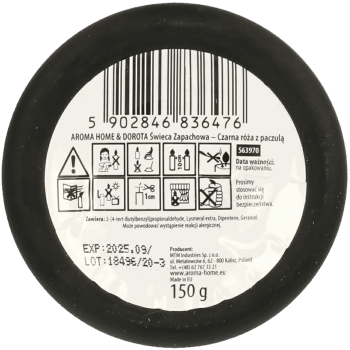 5 902846 836476
AROMA HOME & DOROTA Świeca Zapachowa – Czarna róża z paczulą
563970
Data ważności:
na opakowaniu.
1cm
Prosimy
stosować się
do instrukcji
bezpieczeństwa.
Zawiera: 2-(4-tert-Butylbenzyl)propionaldehyde, Lysmeral extra, Dipentene, Geraniol.
Może powodować wystąpienie reakcji alergicznej.
EXP: 2025.09/
LOT: 18496/20-3
Producent:
MTM Industries Sp. z o.o.
ul. Metalowców 6, 62-800 Kalisz, Poland
Tel. +(48) 62 767 33 21
www.aroma-home.eu
Made in EU
150 g